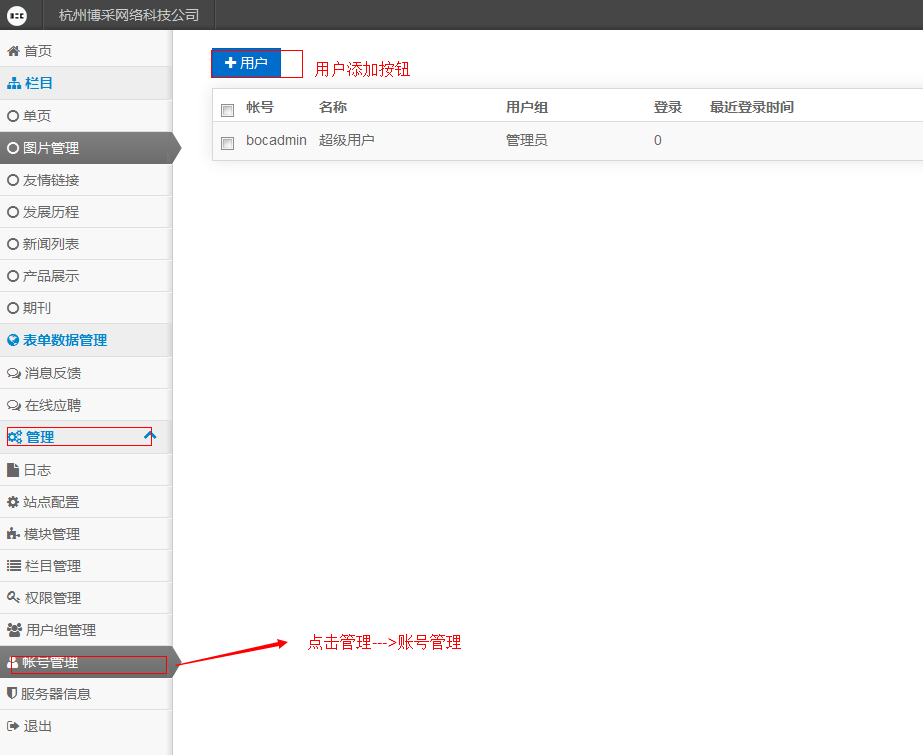 杭州博采网络科技公司
首页
栏目
单页
图片管理
友情链接
发展历程
新闻列表
产品展示
期刊
表单数据管理
消息反馈
在线应聘
管理
日志
站点配置
模块管理
栏目管理
权限管理
用户组管理
帐号管理
服务器信息
退出
用户
用户添加按钮
帐号 名称 用户组 登录 最近登录时间
bocadmin 超级用户 管理员 0
点击管理--->账号管理